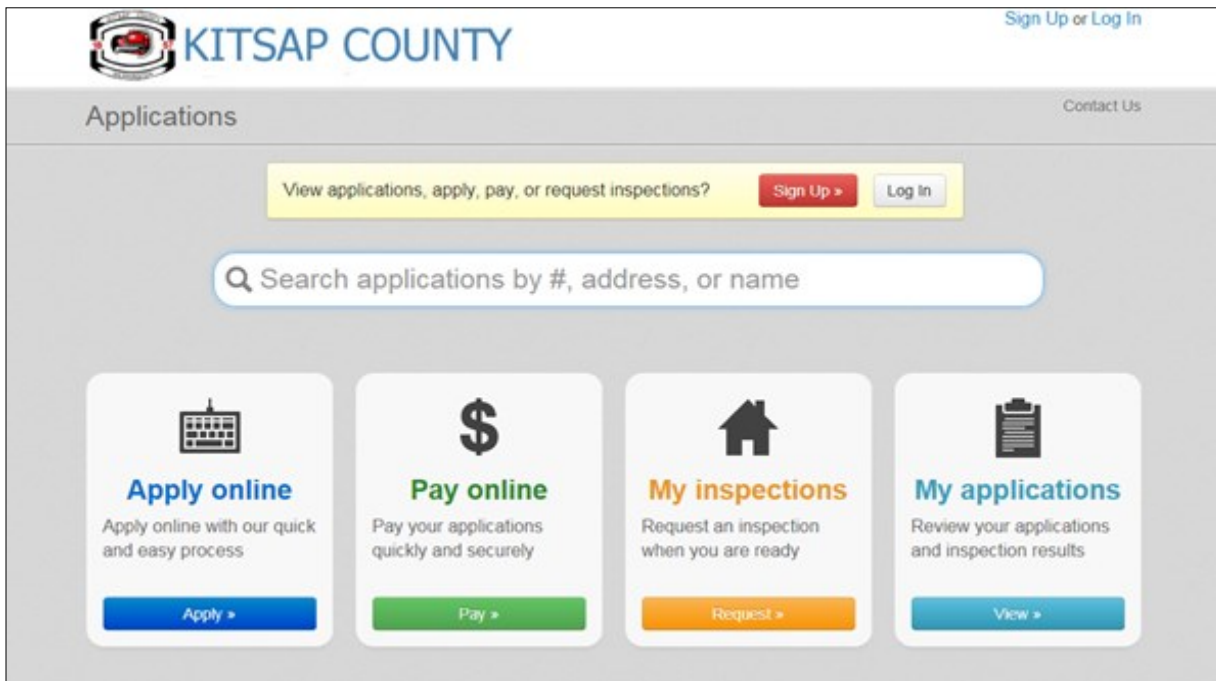 KITSAP COUNTY
Sign Up or Log In
Applications
Contact Us
View applications, apply, pay, or request inspections?
Sign Up »
Log In
Search applications by #, address, or name
Apply online
Apply online with our quick
and easy process
Apply »
Pay online
Pay your applications
quickly and securely
Pay »
My inspections
Request an inspection
when you are ready
Request »
My applications
Review your applications
and inspection results
View »